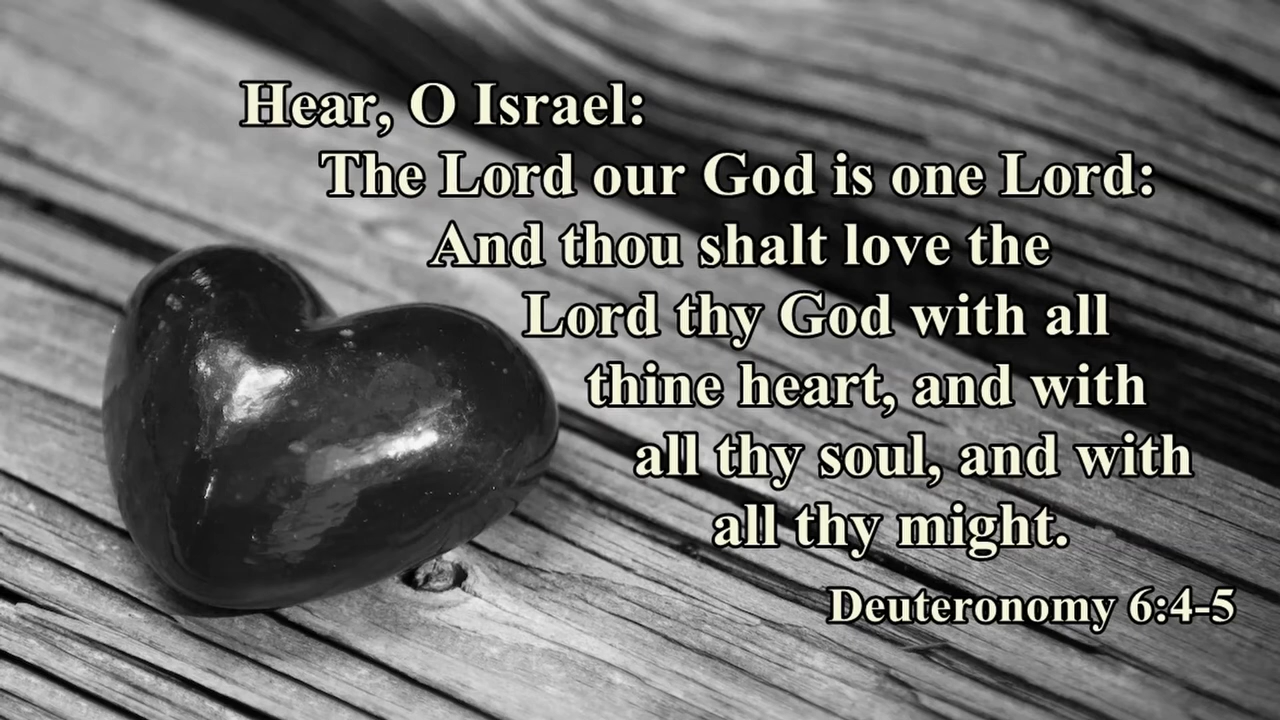 Hear, O Israel:
The Lord our God is one Lord:
And thou shalt love the
Lord thy God with all
thine heart, and with
all thy soul, and with
all thy might.
Deuteronomy 6:4-5